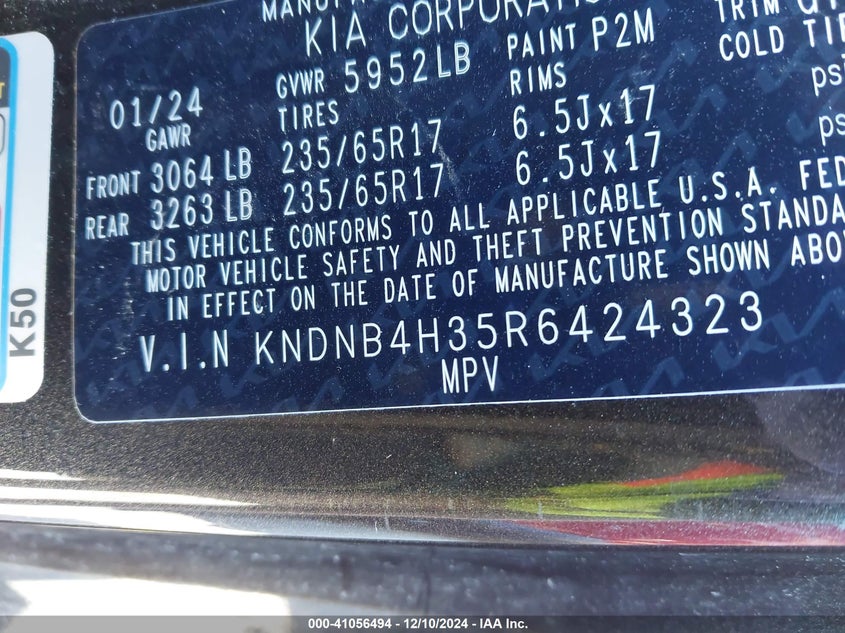 KIA CORPORATION
TRIM
01/24 GVWR 5952LB PAINT P2M COLD
GAWR TIRES RIMS
FRONT 3064 LB 235/65R17 6.5Jx17 psi
REAR 3263 LB 235/65R17 6.5Jx17
THIS VEHICLE CONFORMS TO ALL APPLICABLE U.S.A. FED
MOTOR VEHICLE SAFETY AND THEFT PREVENTION STANDA
IN EFFECT ON THE DATE OF MANUFACTURE SHOWN ABO
V.I.N KNDNB4H35R6424323
MPV
K50
000-41056494 - 12/10/2024 - IAA Inc.